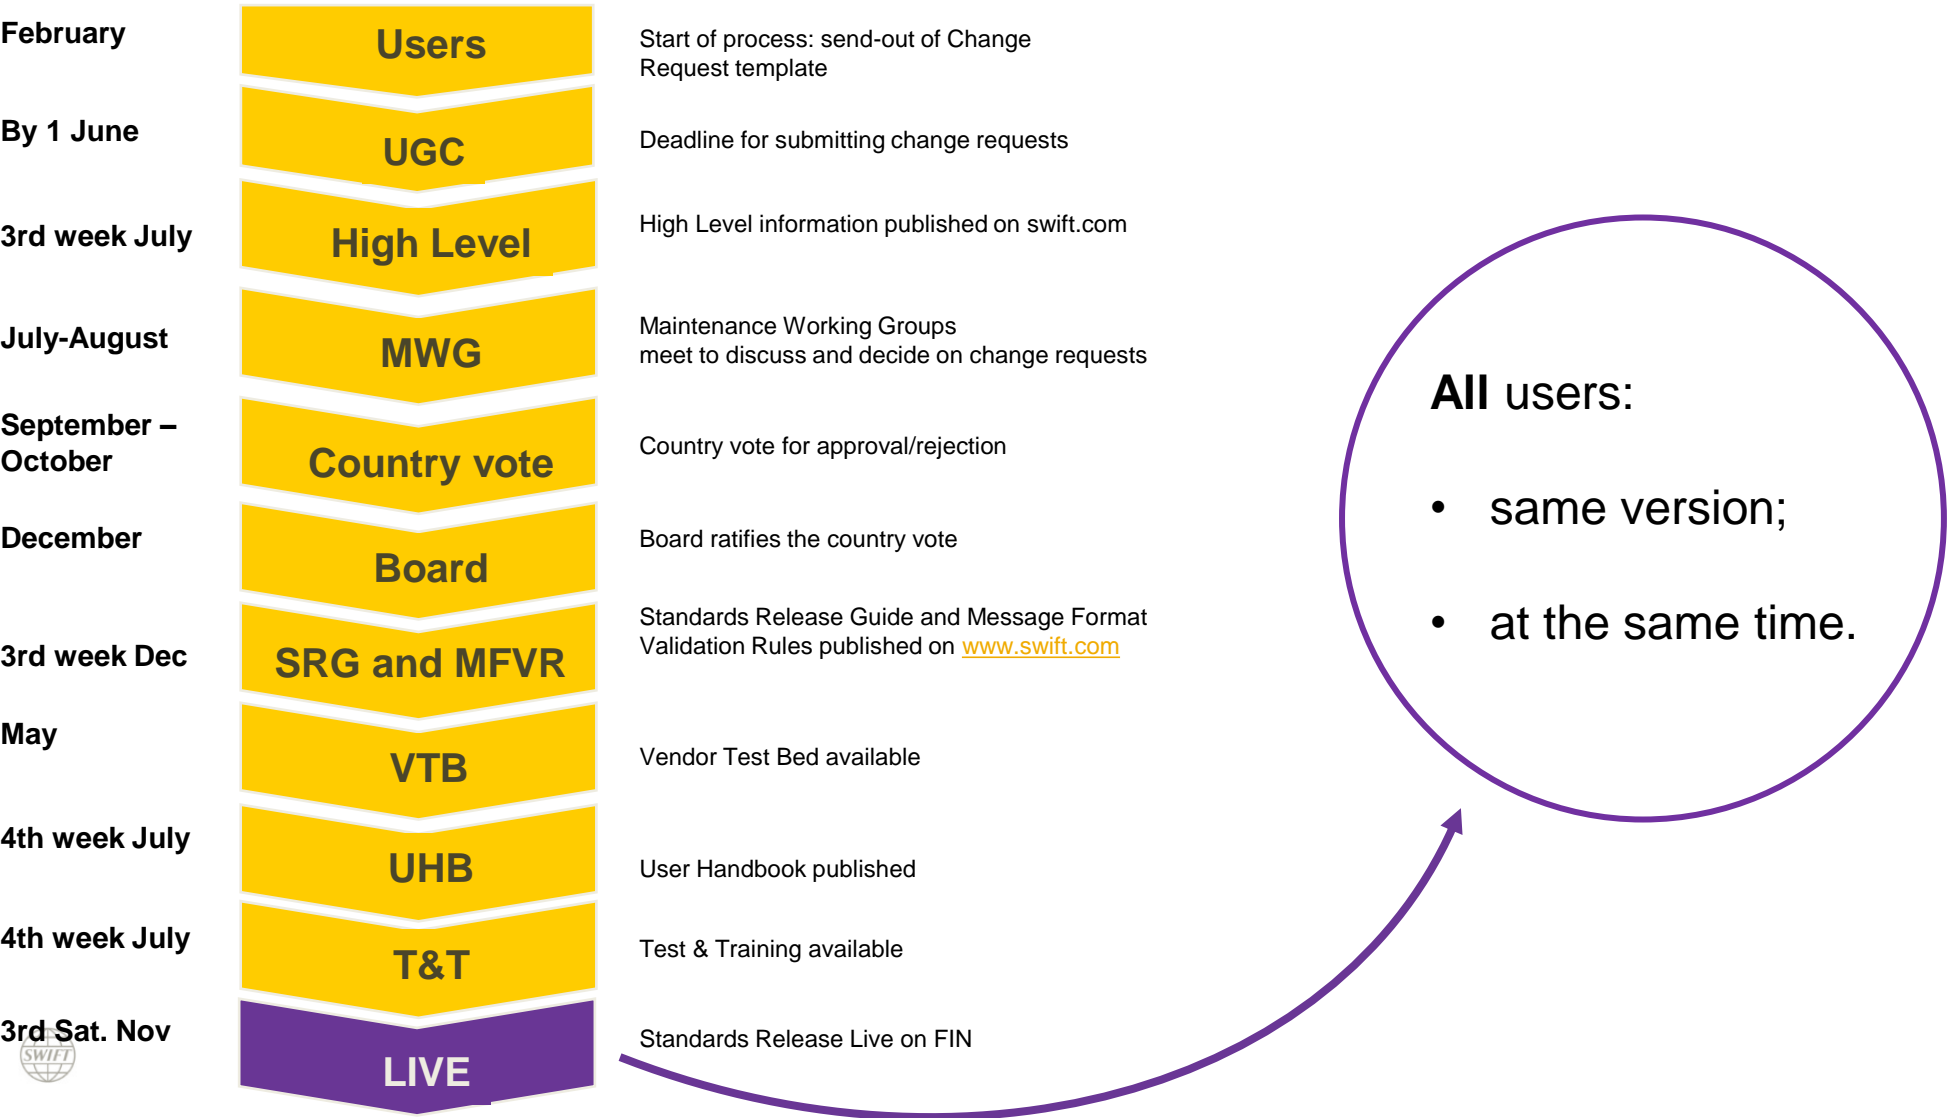 February
Users
Start of process: send-out of Change
Request template
By 1 June
UGC
Deadline for submitting change requests
3rd week July
High Level
High Level information published on swift.com
July-August
MWG
Maintenance Working Groups
meet to discuss and decide on change requests
September –
October
Country vote
Country vote for approval/rejection
December
Board
Board ratifies the country vote
3rd week Dec
SRG and MFVR
Standards Release Guide and Message Format
Validation Rules published on www.swift.com
May
VTB
Vendor Test Bed available
4th week July
UHB
User Handbook published
4th week July
T&T
Test & Training available
3rd Sat. Nov
SWIFT
LIVE
Standards Release Live on FIN
All users:
• same version;
• at the same time.